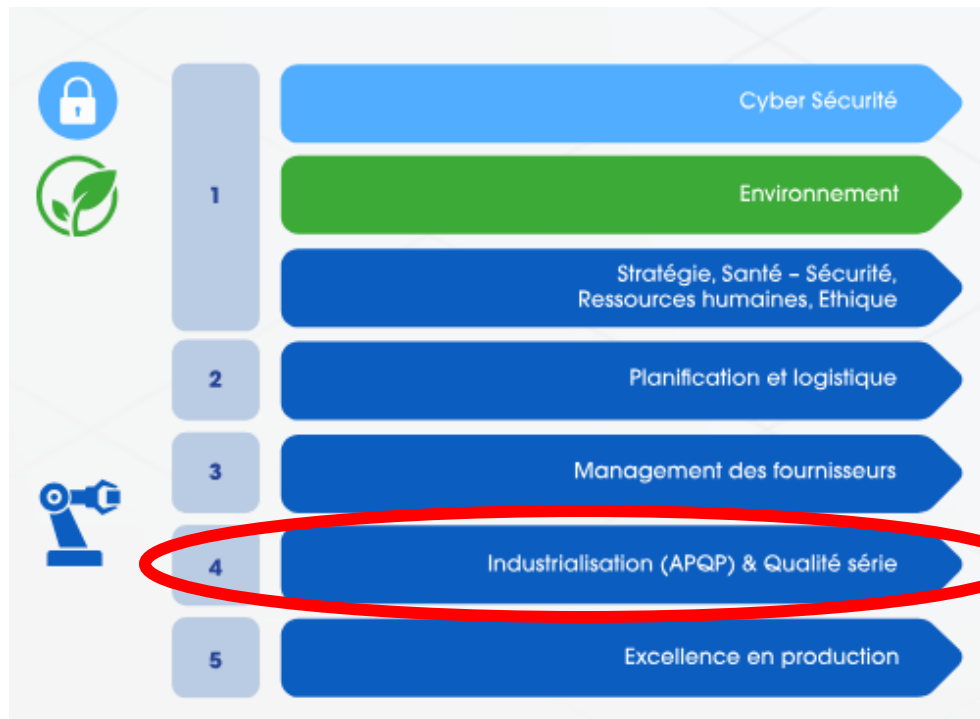 Cyber Sécurité
1
Environnement
Stratégie, Santé – Sécurité,
Ressources humaines, Ethique
2
Planification et logistique
3
Management des fournisseurs
4
Industrialisation (APQP) & Qualité série
5
Excellence en production